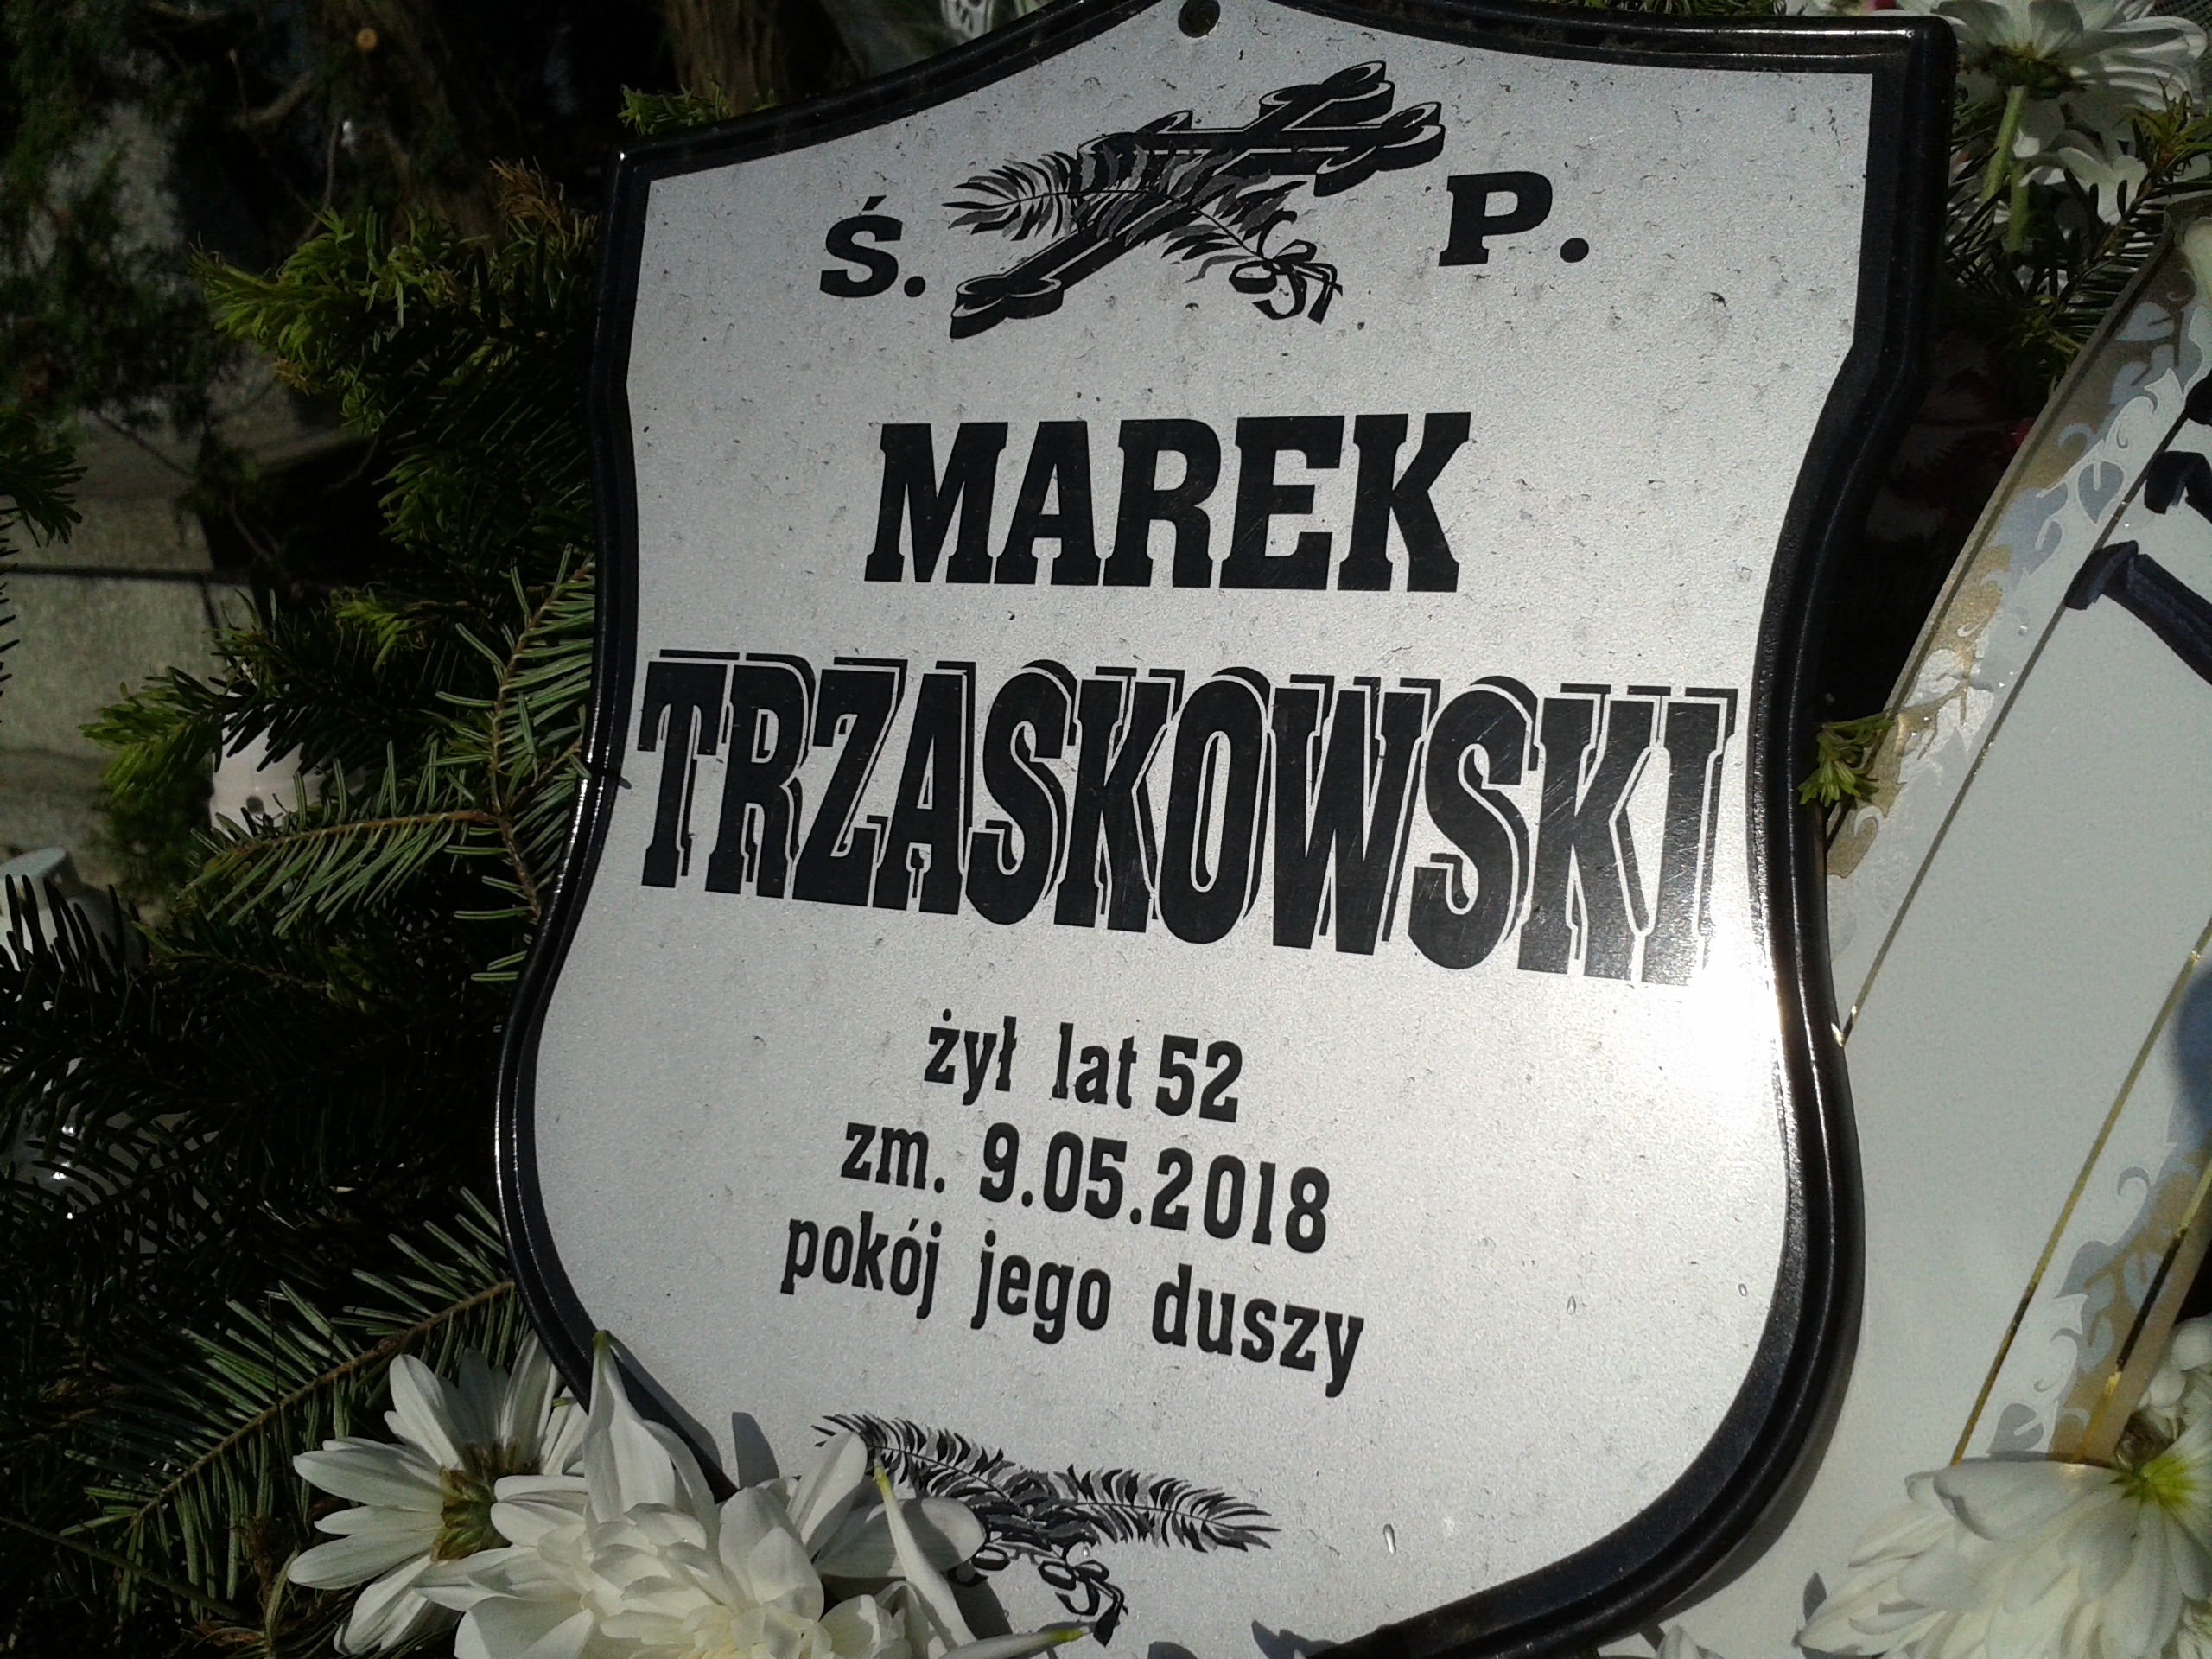 Ś. P.
MAREK
TRZASKOWSKI
żył lat 52
zm. 9.05.2018
pokój jego duszy